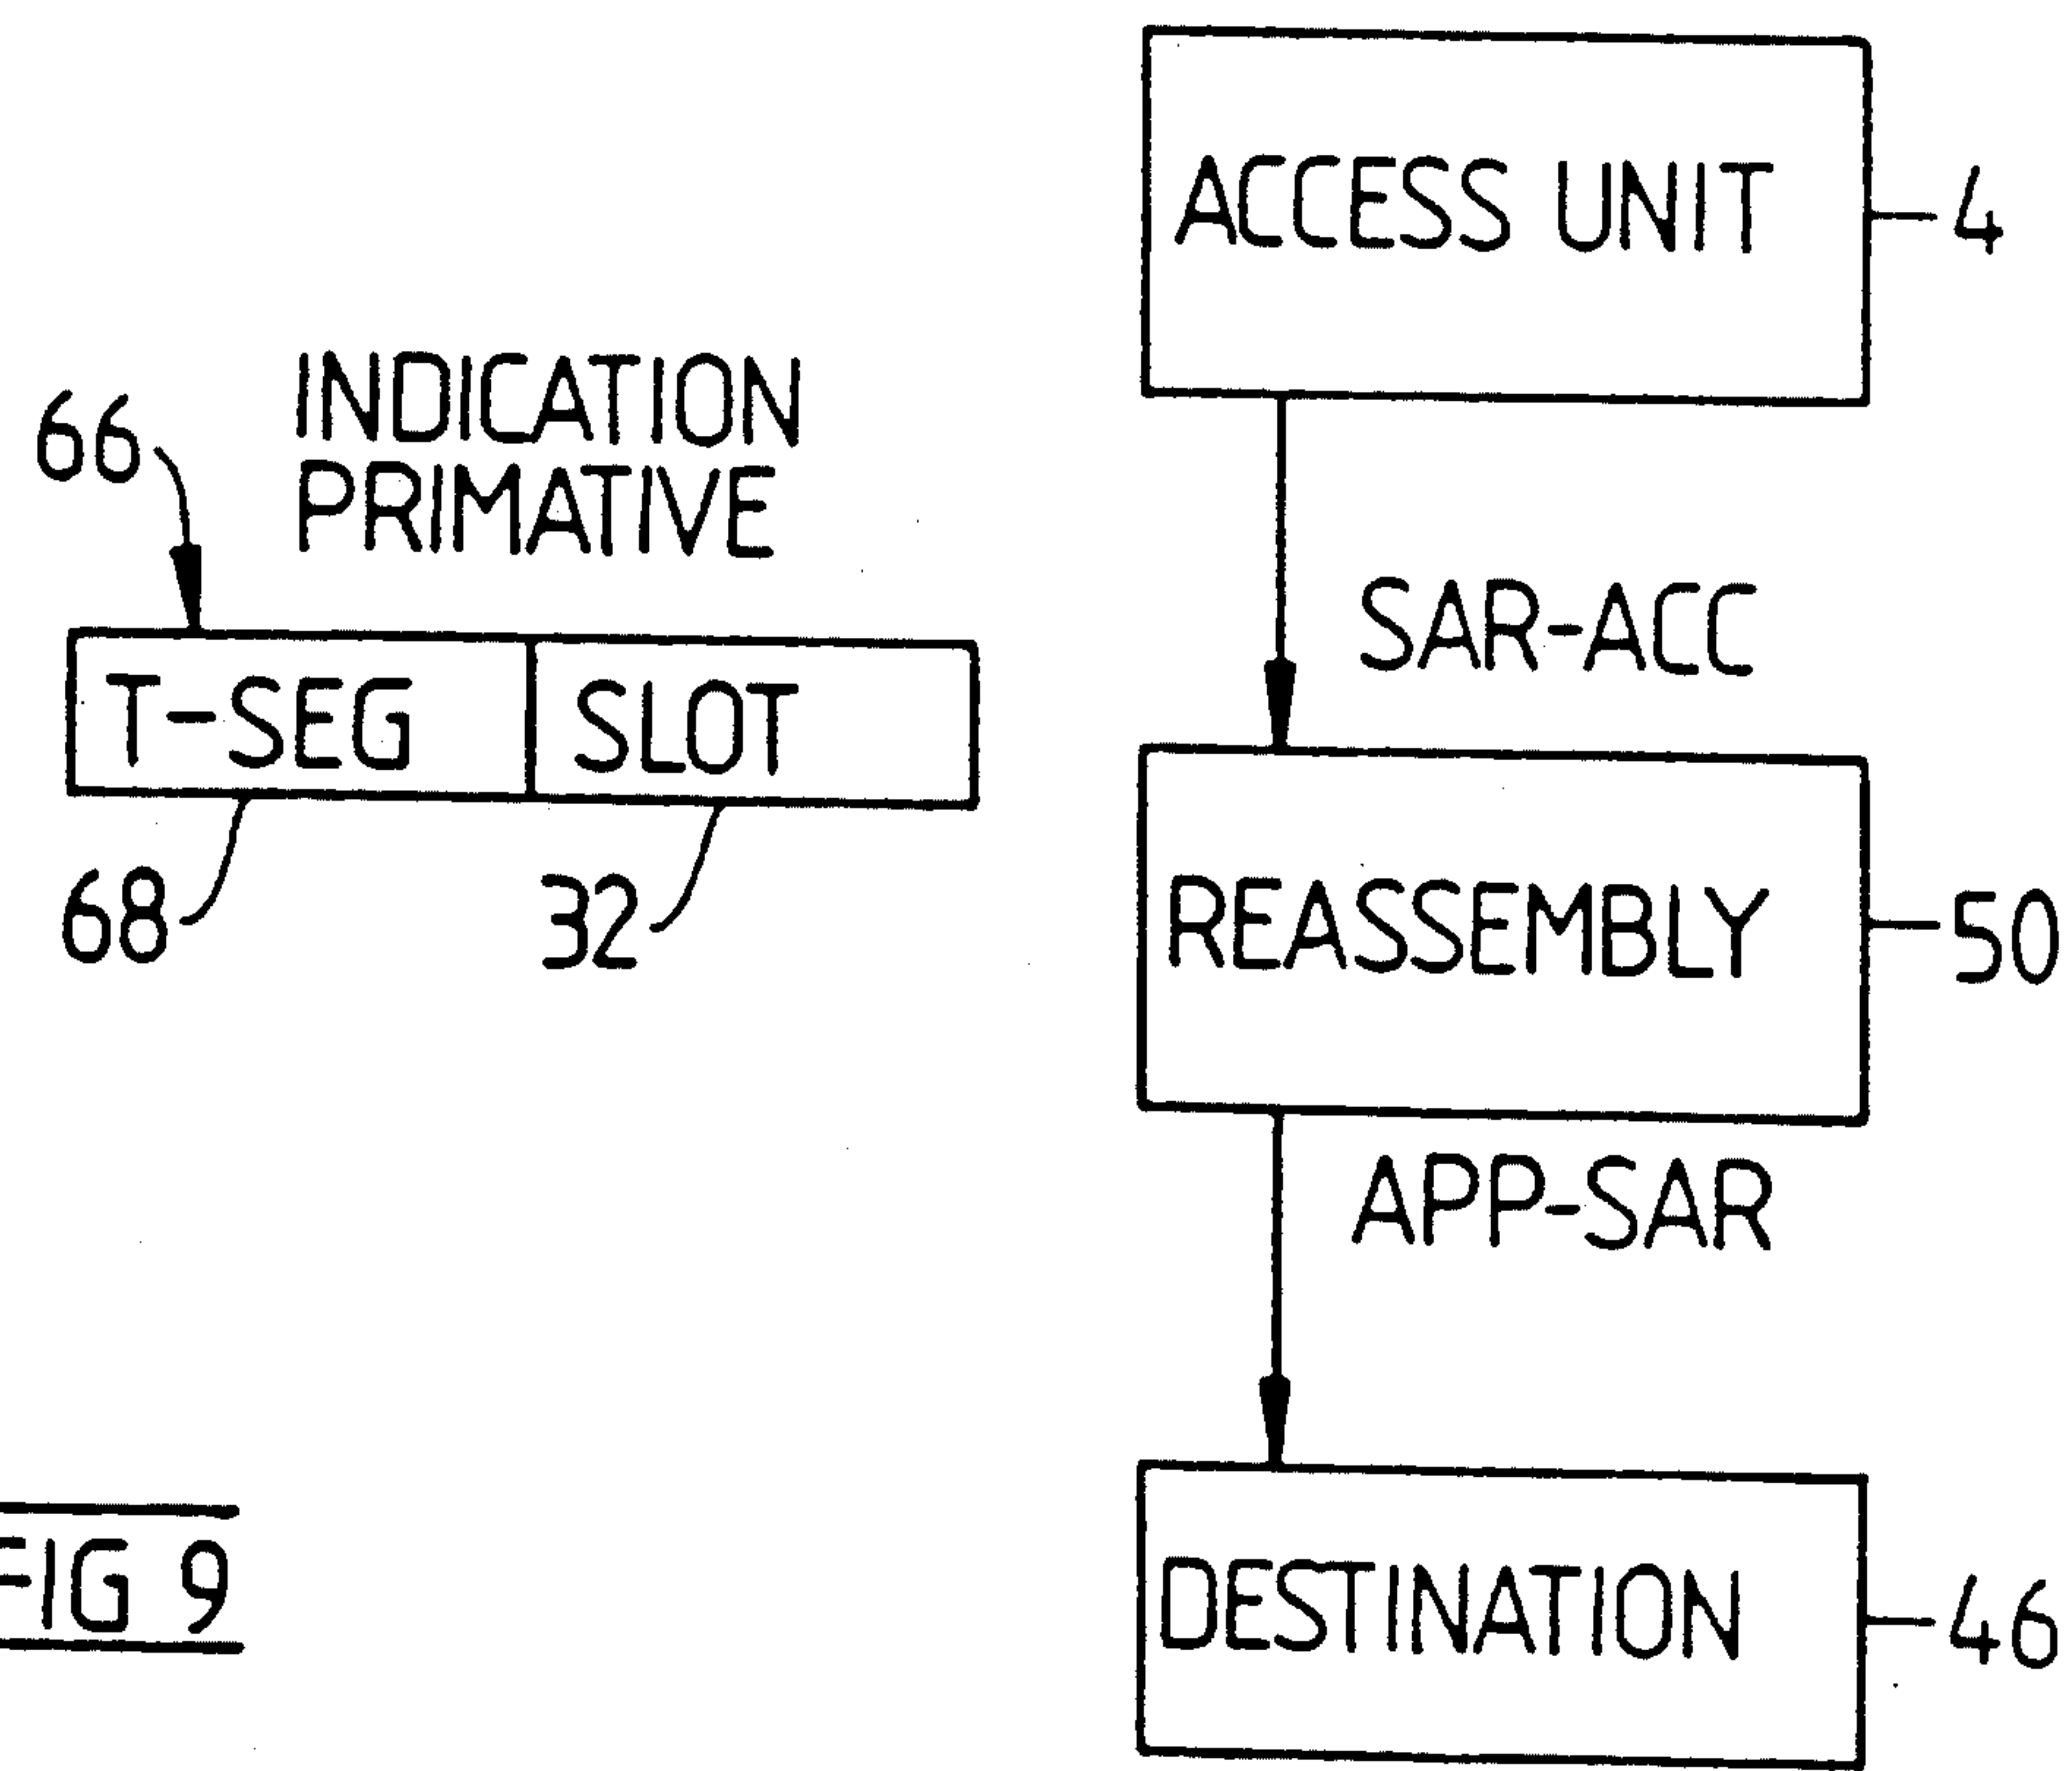 ACCESS UNIT
4
66
INDICATION
PRIMATIVE
SAR-ACC
T-SEG
SLOT
68
32
REASSEMBLY
50
APP-SAR
FIG 9
DESTINATION
46